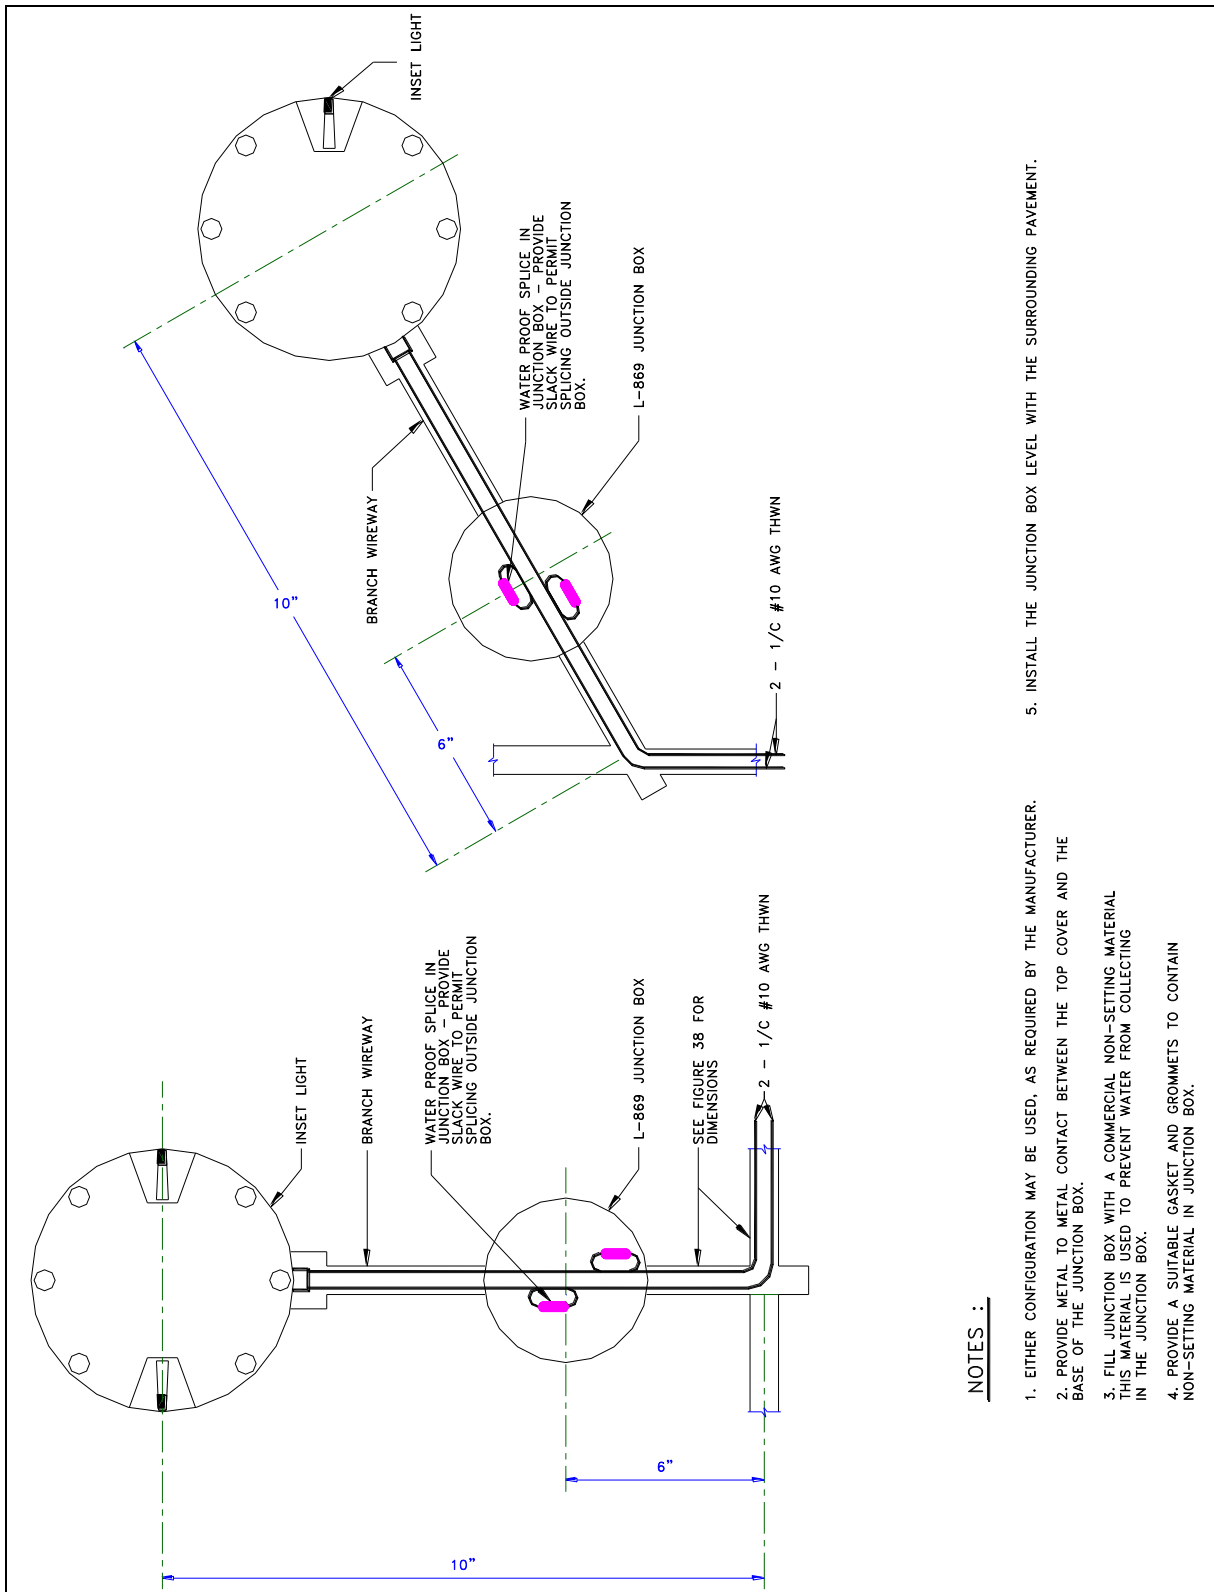 INSET LIGHT
BRANCH WIREWAY
WATER PROOF SPLICE IN
JUNCTION BOX – PROVIDE
SLACK WIRE TO PERMIT
SPLICING OUTSIDE JUNCTION
BOX.
L-869 JUNCTION BOX
SEE FIGURE 38 FOR
DIMENSIONS
2 – 1/C #10 AWG THWN
10”
6”
INSET LIGHT
BRANCH WIREWAY
WATER PROOF SPLICE IN
JUNCTION BOX – PROVIDE
SLACK WIRE TO PERMIT
SPLICING OUTSIDE JUNCTION
BOX.
L-869 JUNCTION BOX
2 – 1/C #10 AWG THWN
10”
6”
NOTES :
1. EITHER CONFIGURATION MAY BE USED, AS REQUIRED BY THE MANUFACTURER.
2. PROVIDE METAL TO METAL CONTACT BETWEEN THE TOP COVER AND THE
BASE OF THE JUNCTION BOX.
3. FILL JUNCTION BOX WITH A COMMERCIAL NON-SETTING MATERIAL
THIS MATERIAL IS USED TO PREVENT WATER FROM COLLECTING
IN THE JUNCTION BOX.
4. PROVIDE A SUITABLE GASKET AND GROMMETS TO CONTAIN
NON-SETTING MATERIAL IN JUNCTION BOX.
5. INSTALL THE JUNCTION BOX LEVEL WITH THE SURROUNDING PAVEMENT.